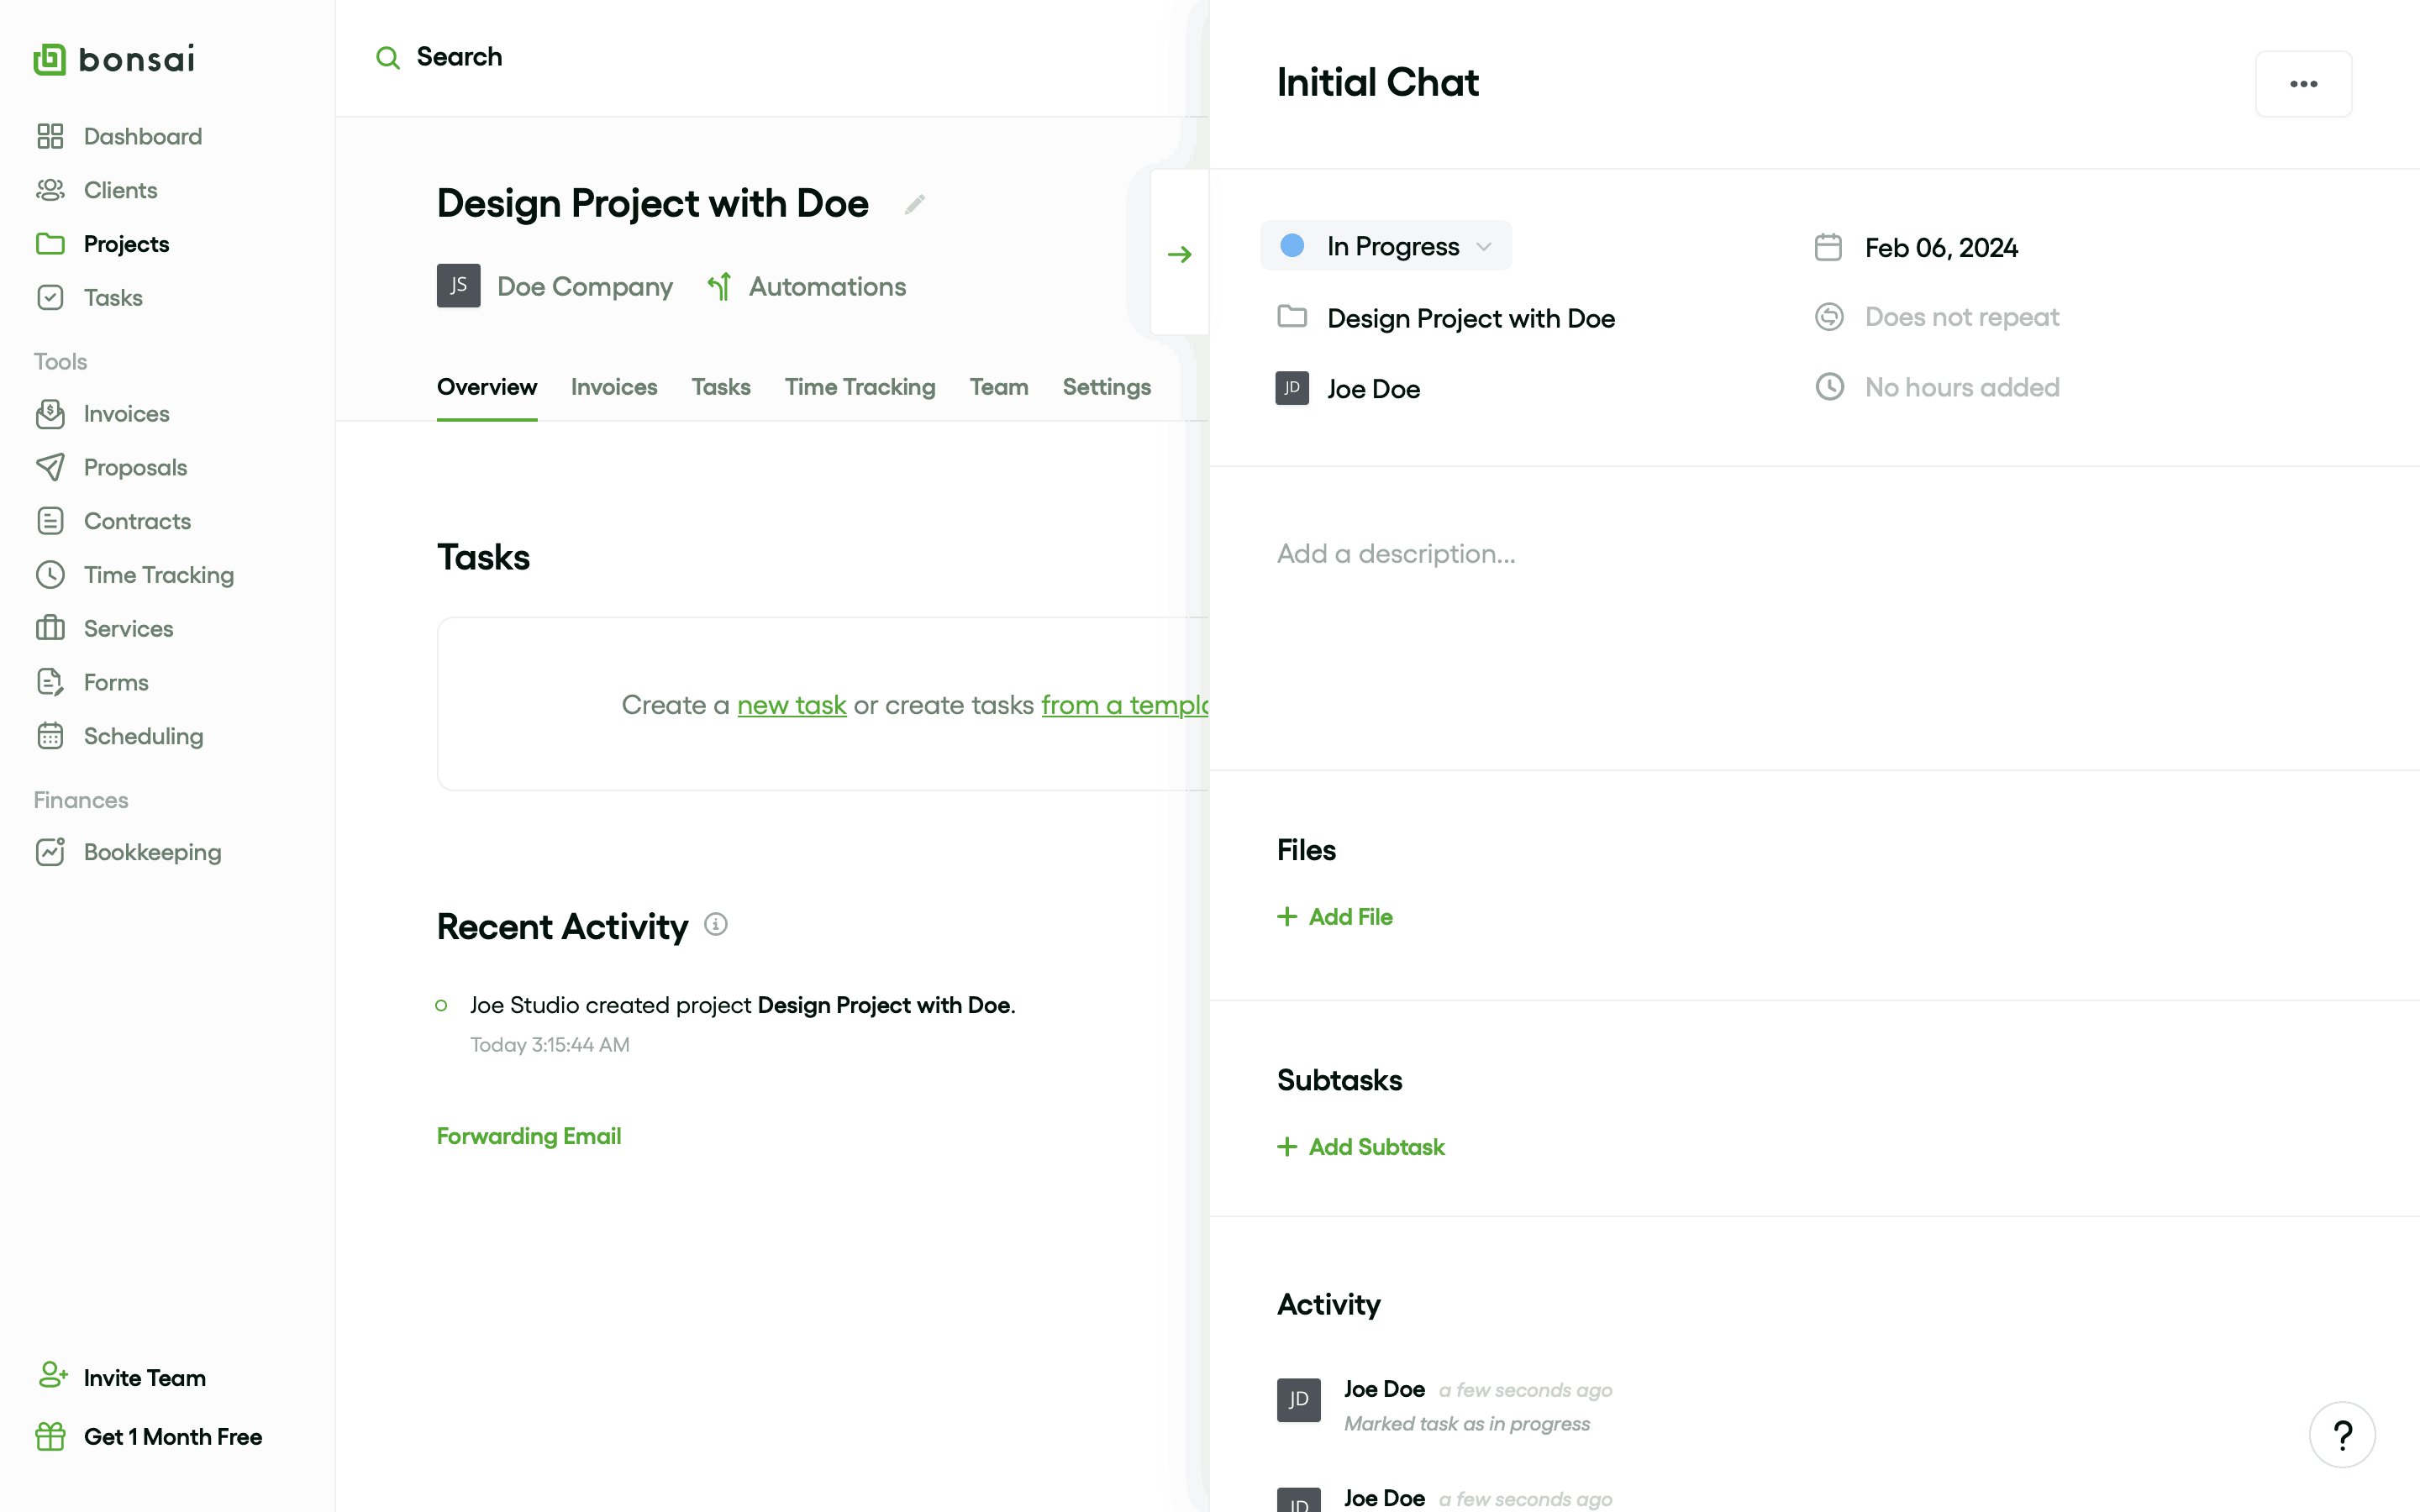 bonsai
Dashboard
Clients
Projects
Tasks
Tools
Invoices
Proposals
Contracts
Time Tracking
Services
Forms
Scheduling
Finances
Bookkeeping
Invite Team
Get 1 Month Free
Search
Design Project with Doe
JS Doe Company Automations
Overview Invoices Tasks Time Tracking Team Settings
Tasks
Create a new task or create tasks from a templa
Recent Activity
Joe Studio created project Design Project with Doe.
Today 3:15:44 AM
Forwarding Email
Initial Chat
In Progress
Feb 06, 2024
Design Project with Doe
Does not repeat
JD Joe Doe
No hours added
Add a description...
Files
+ Add File
Subtasks
+ Add Subtask
Activity
JD Joe Doe a few seconds ago
Marked task as in progress
JD Joe Doe a few seconds ago
?